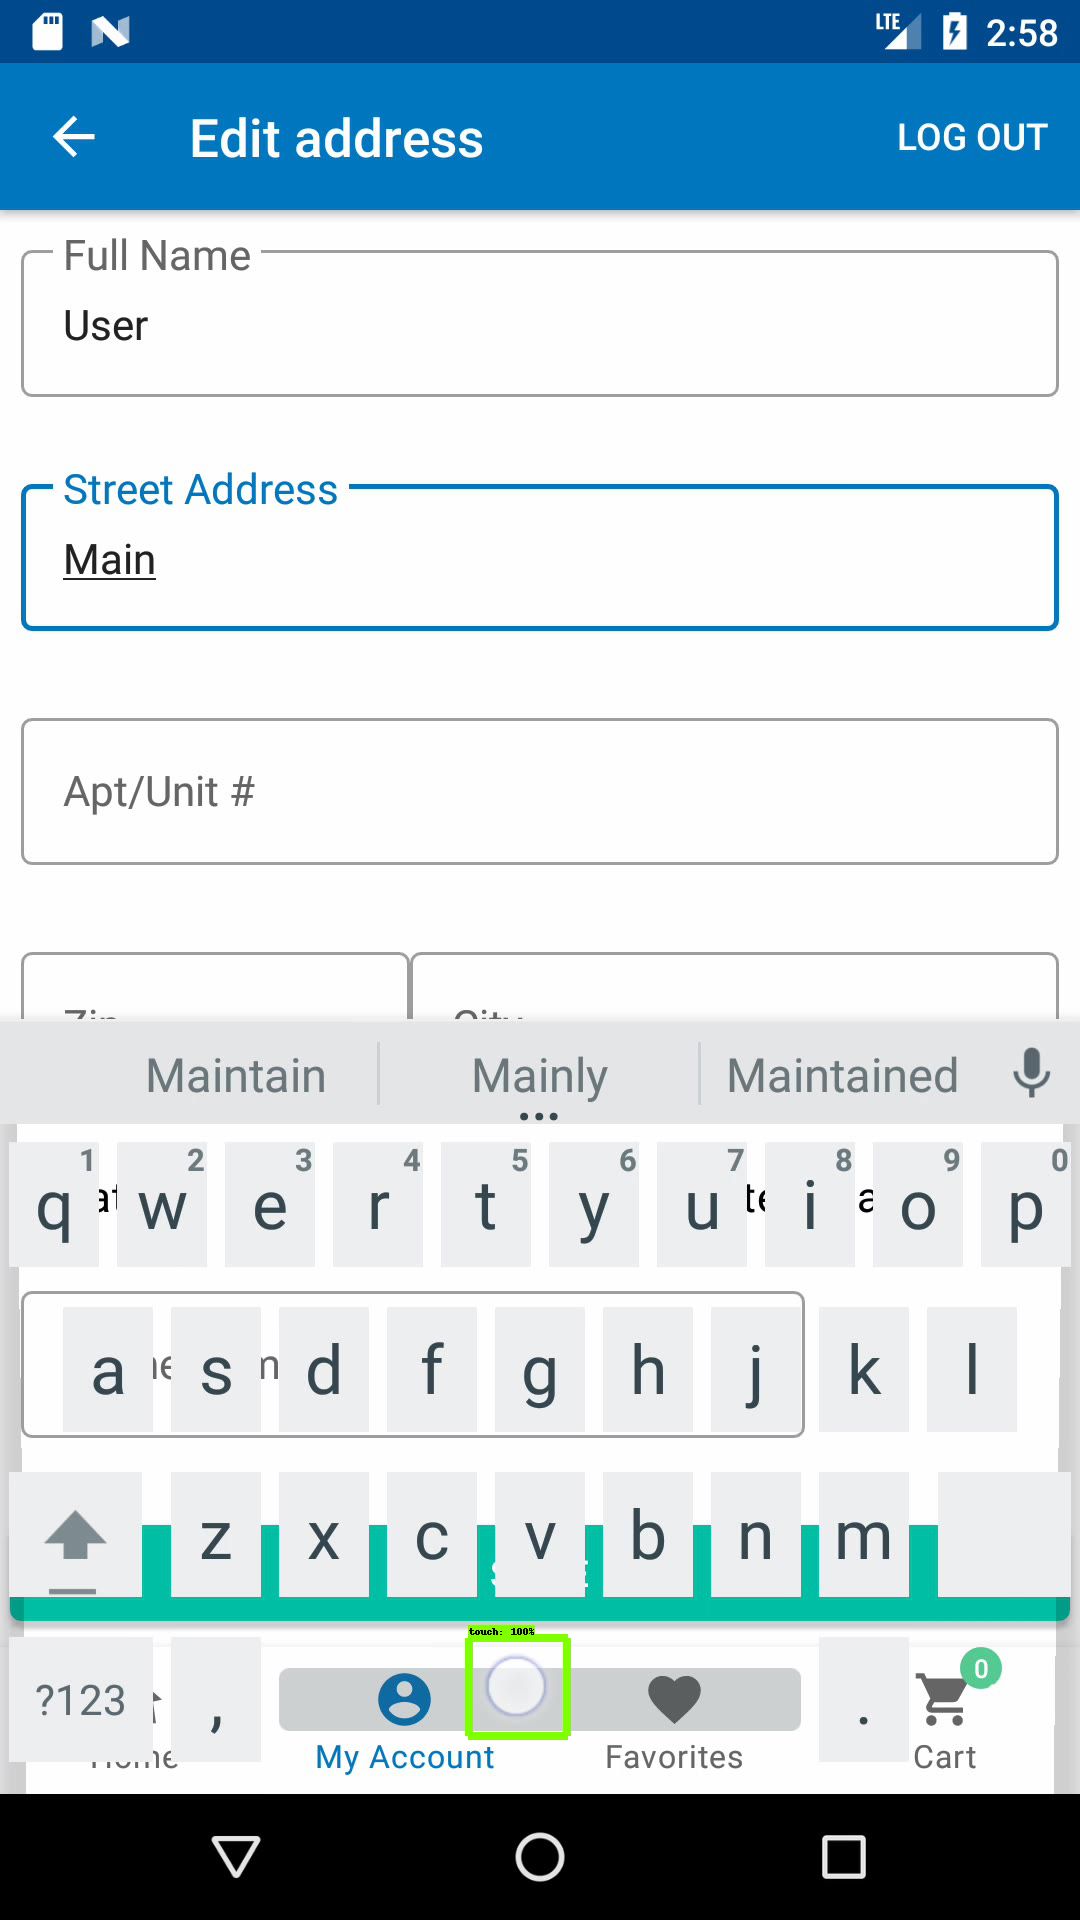 LTE 2:58
Edit address LOG OUT
Full Name
User
Street Address
Main
Apt/Unit #
Zip City
Maintain Mainly Maintained
1 2 3 4 5 6 7 8 9 0
q w e r t y u i o p
a s d f g h j k l
z x c v b n m
touch: 100%
?123 , . 0
Home My Account Favorites Cart